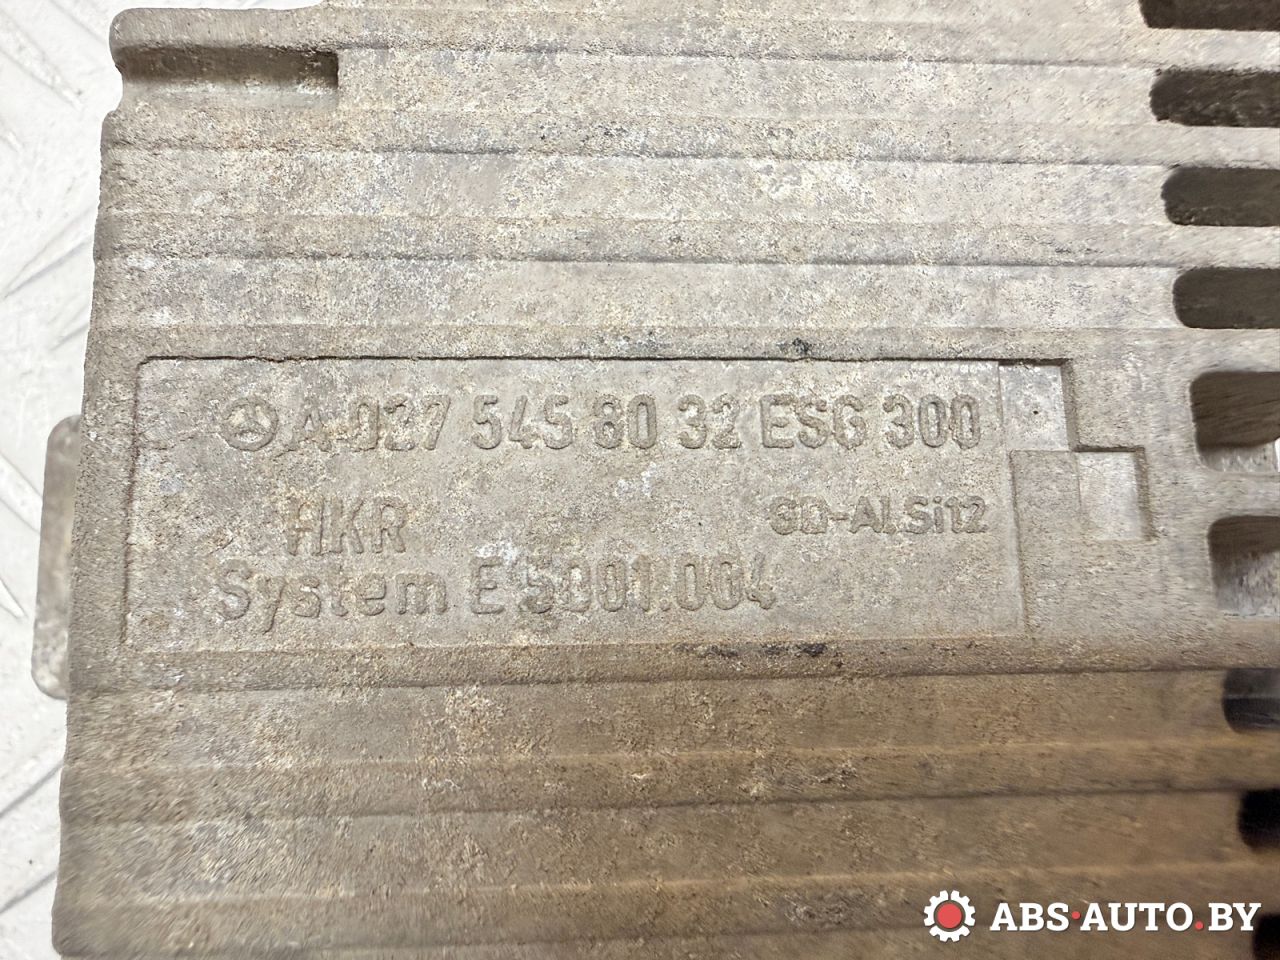 A 027 545 80 32 ESG 300
HKR
GD-AlSi12
System E 5001.004
ABS·AUTO.BY